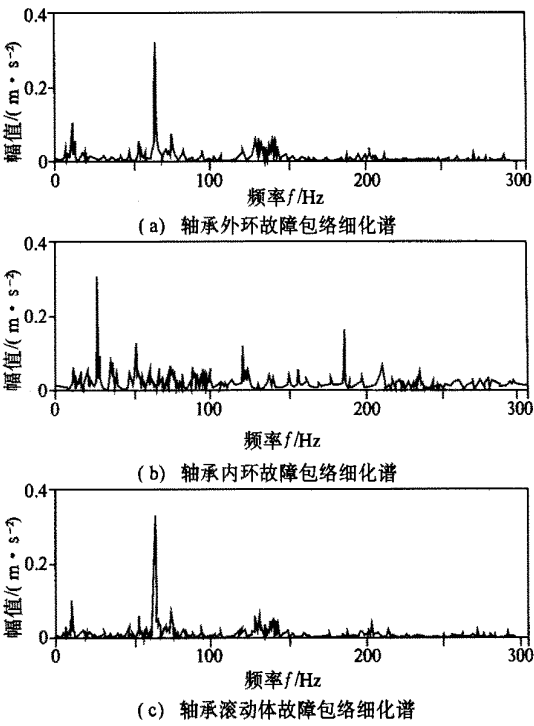 0.4
0.2
0
幅值/( m · s⁻²)
0 100 200 300
频率f/Hz
( a ) 轴承外环故障包络细化谱
0.4
0.2
0
幅值/( m · s⁻²)
0 100 200 300
频率f/Hz
( b ) 轴承内环故障包络细化谱
0.4
0.2
0
幅值/( m · s⁻²)
0 100 200 300
频率f/Hz
( c ) 轴承滚动体故障包络细化谱